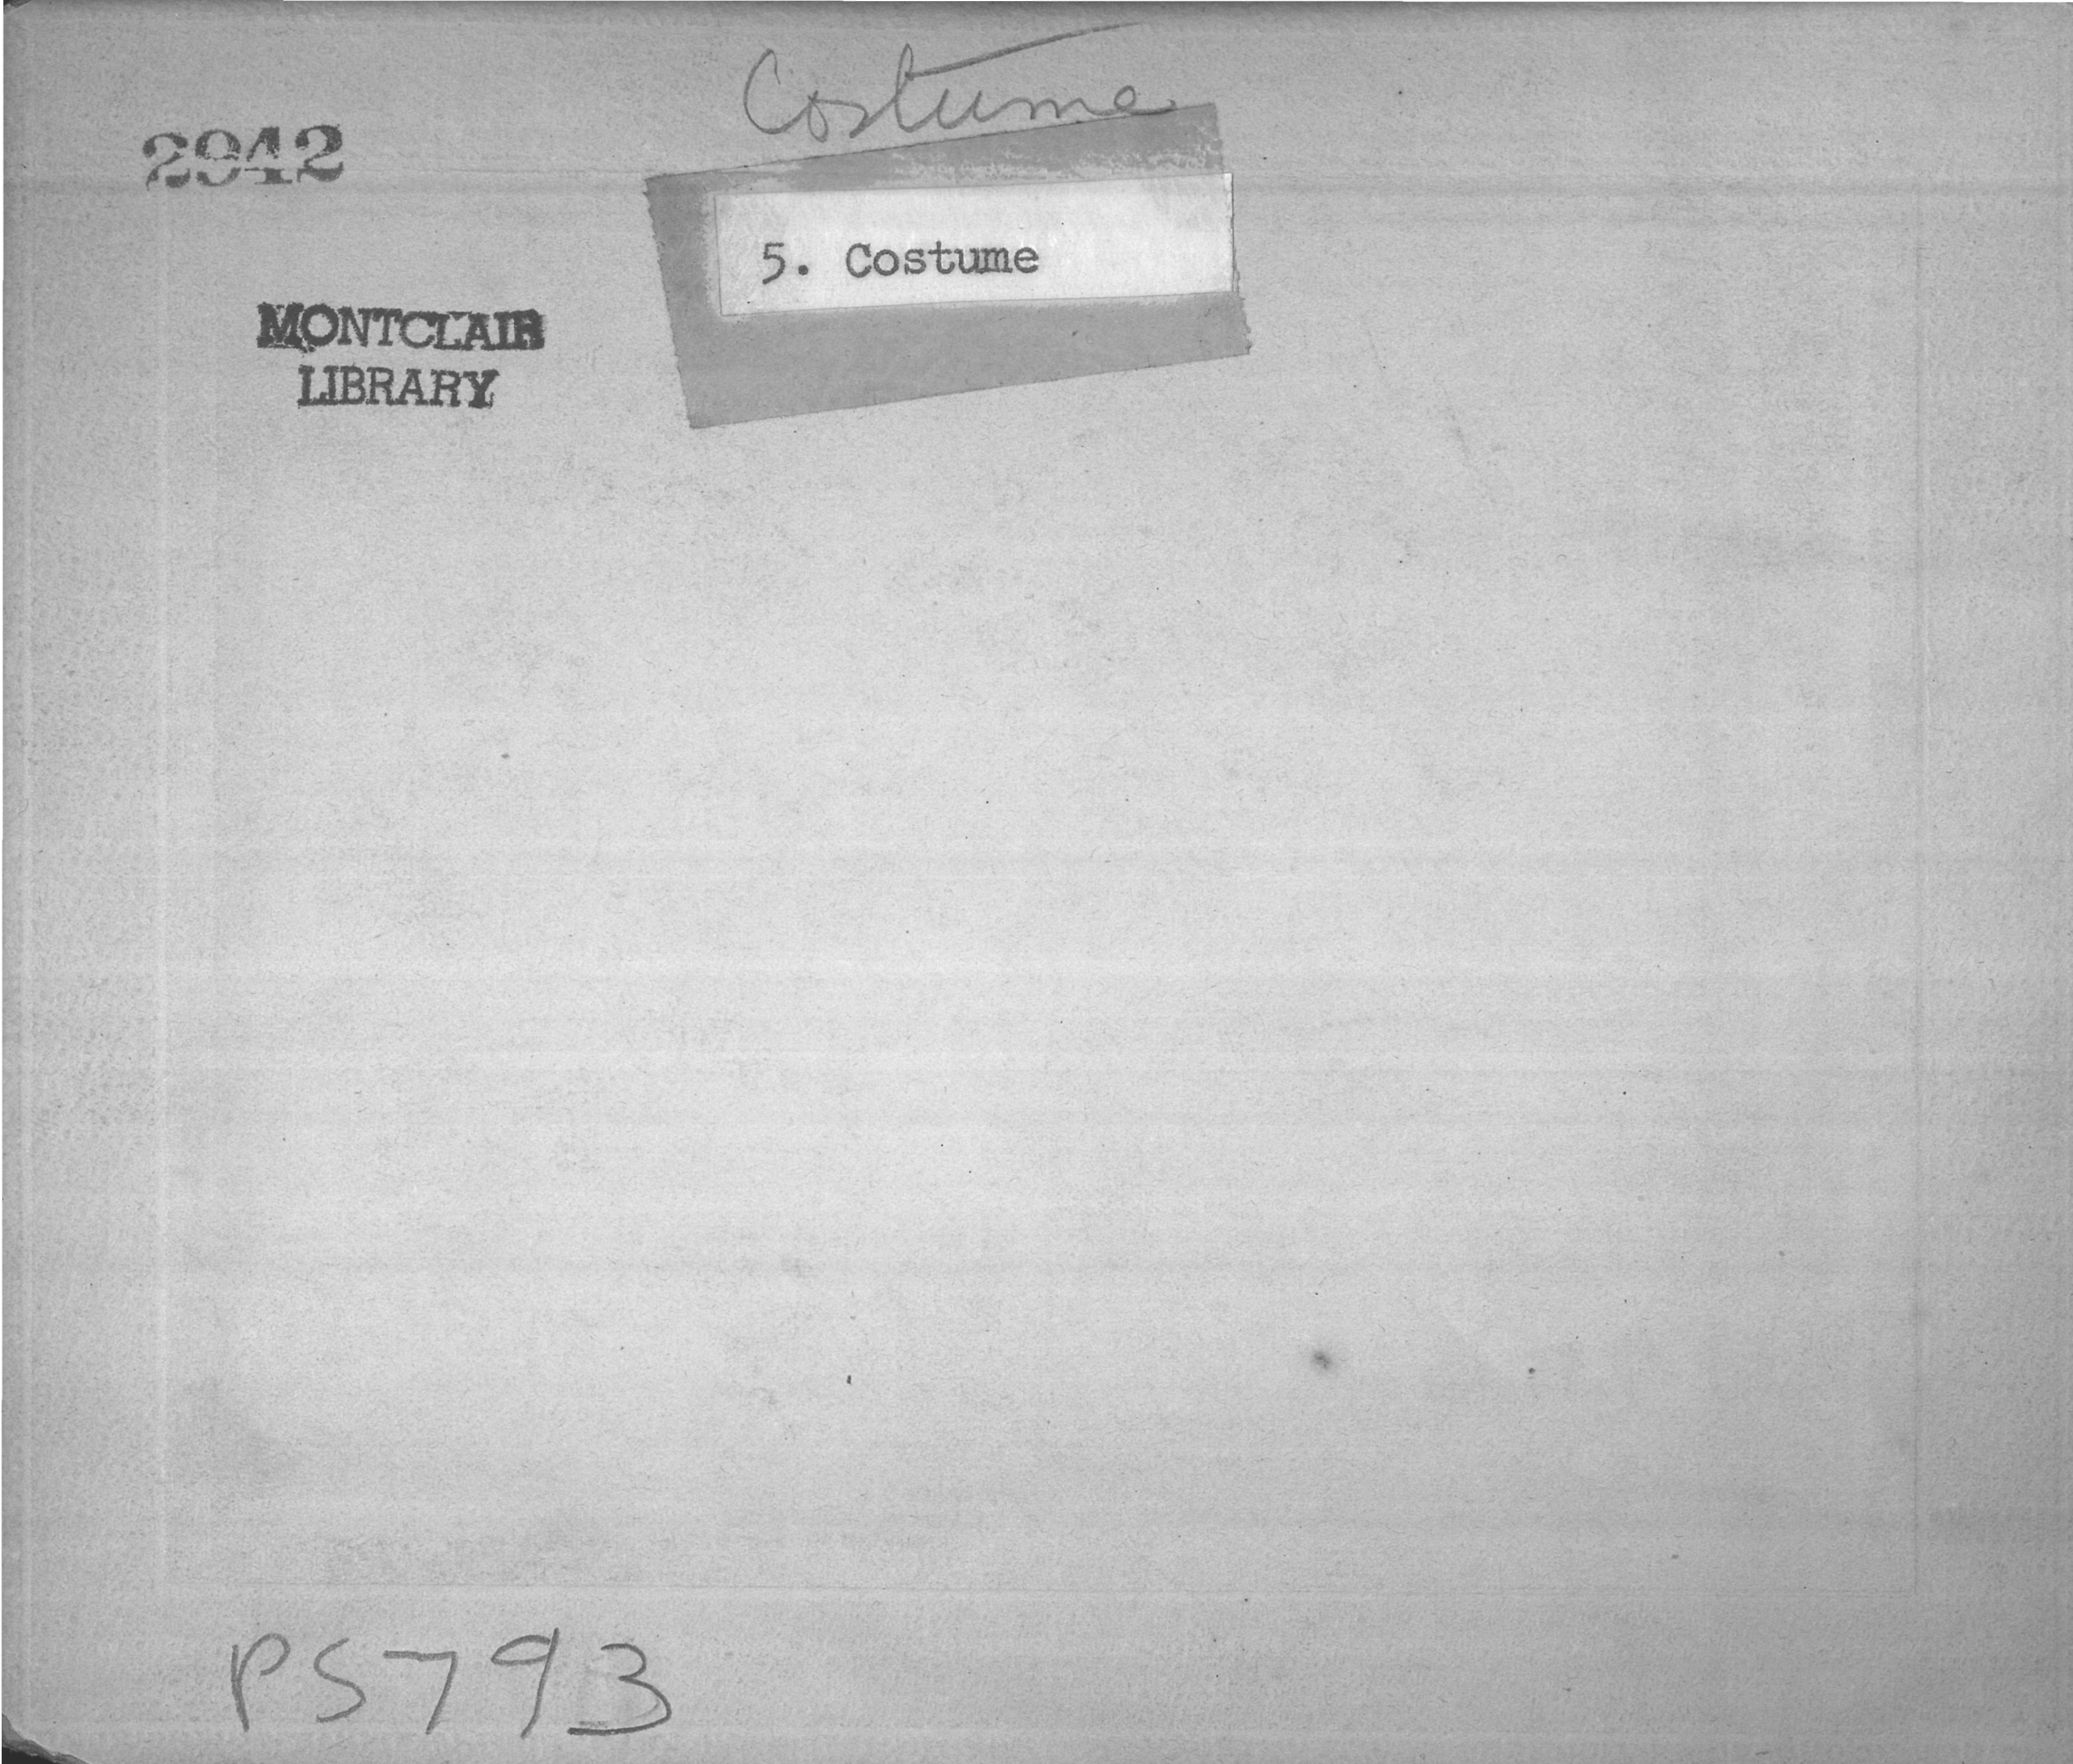 Costume
2942
5. Costume
MONTCLAIR
LIBRARY
PS793